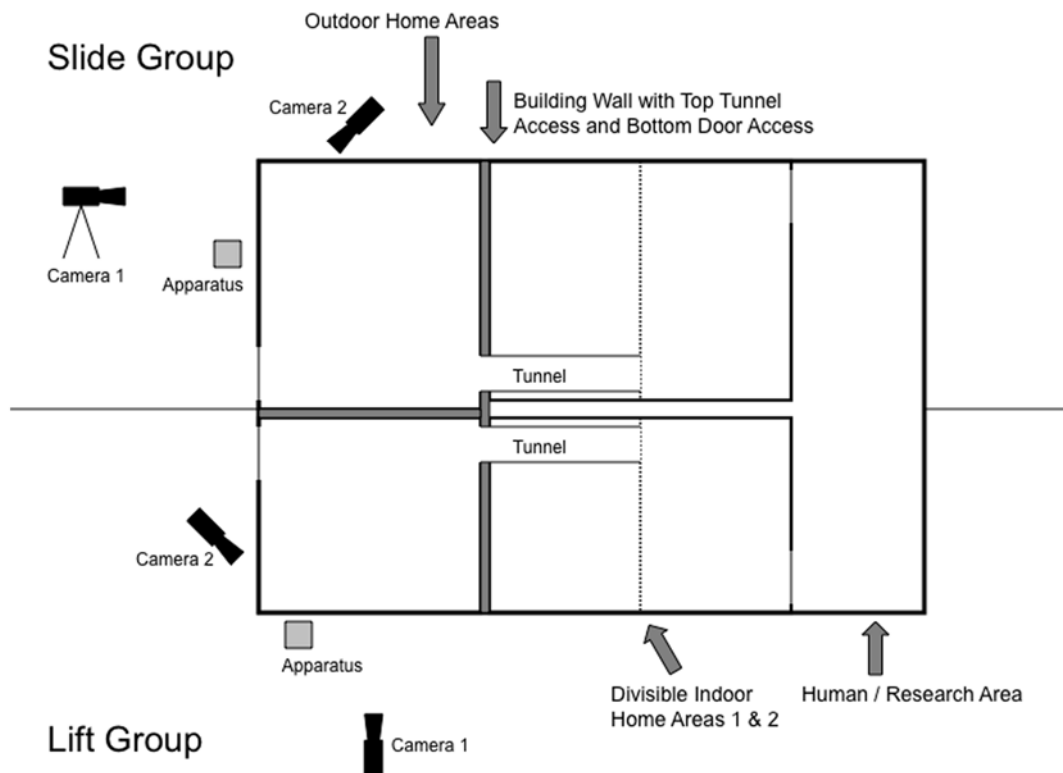 Outdoor Home Areas
Slide Group
Camera 2
Building Wall with Top Tunnel
Access and Bottom Door Access
Camera 1
Apparatus
Tunnel
Tunnel
Camera 2
Apparatus
Divisible Indoor
Home Areas 1 & 2
Human / Research Area
Lift Group
Camera 1